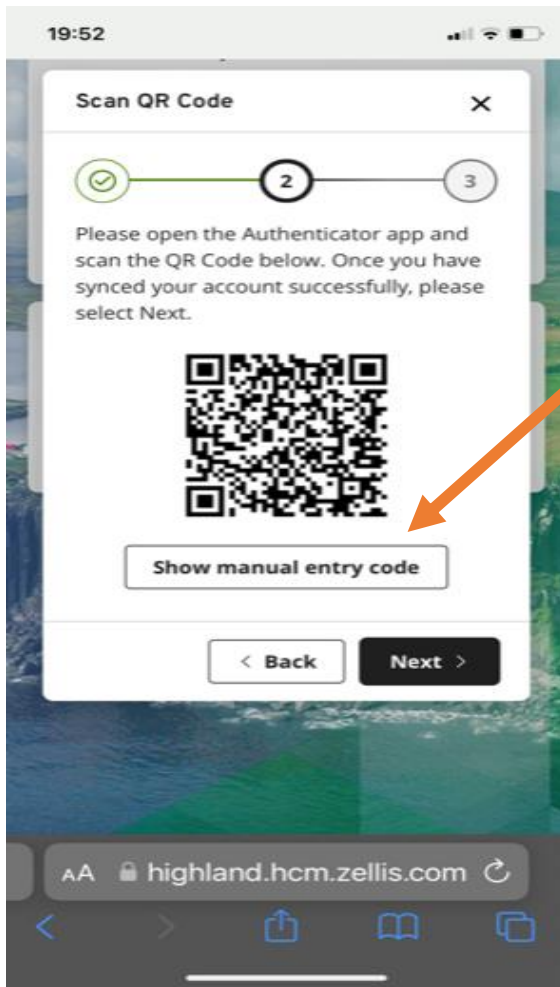 19:52
Scan QR Code
2
3
Please open the Authenticator app and
scan the QR Code below. Once you have
synced your account successfully, please
select Next.
Show manual entry code
< Back
Next >
AA highland.hcm.zellis.com